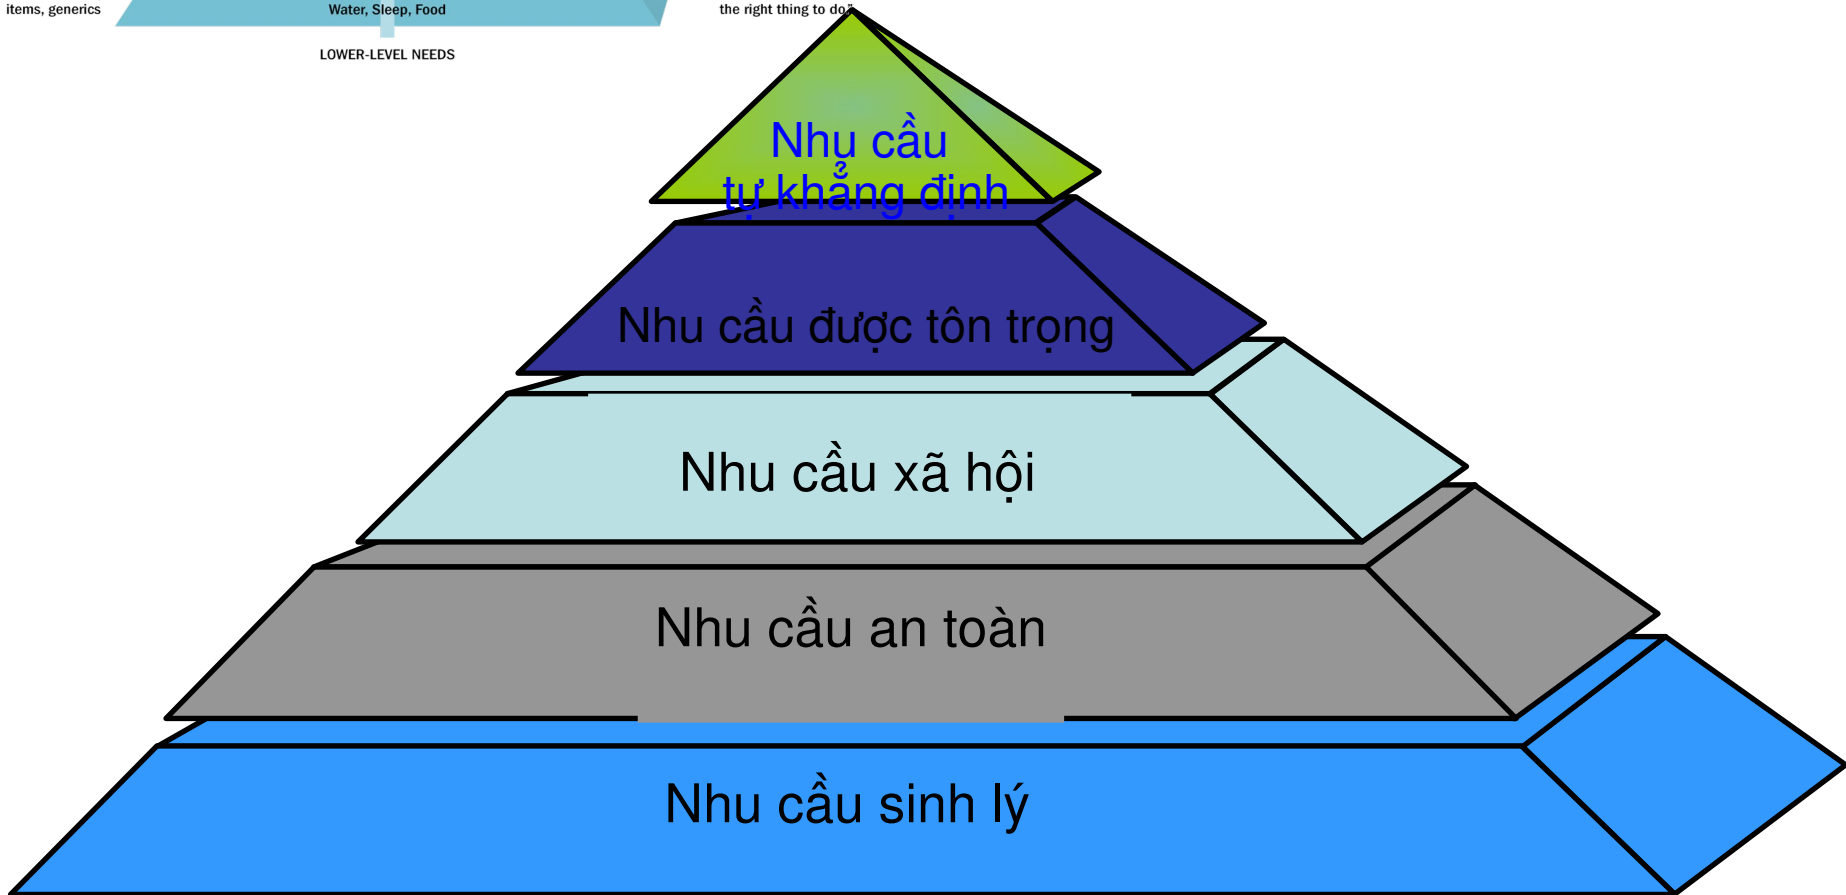 items, generics
Water, Sleep, Food
the right thing to do.”
LOWER-LEVEL NEEDS
Nhu cầu
tự khẳng định
Nhu cầu được tôn trọng
Nhu cầu xã hội
Nhu cầu an toàn
Nhu cầu sinh lý